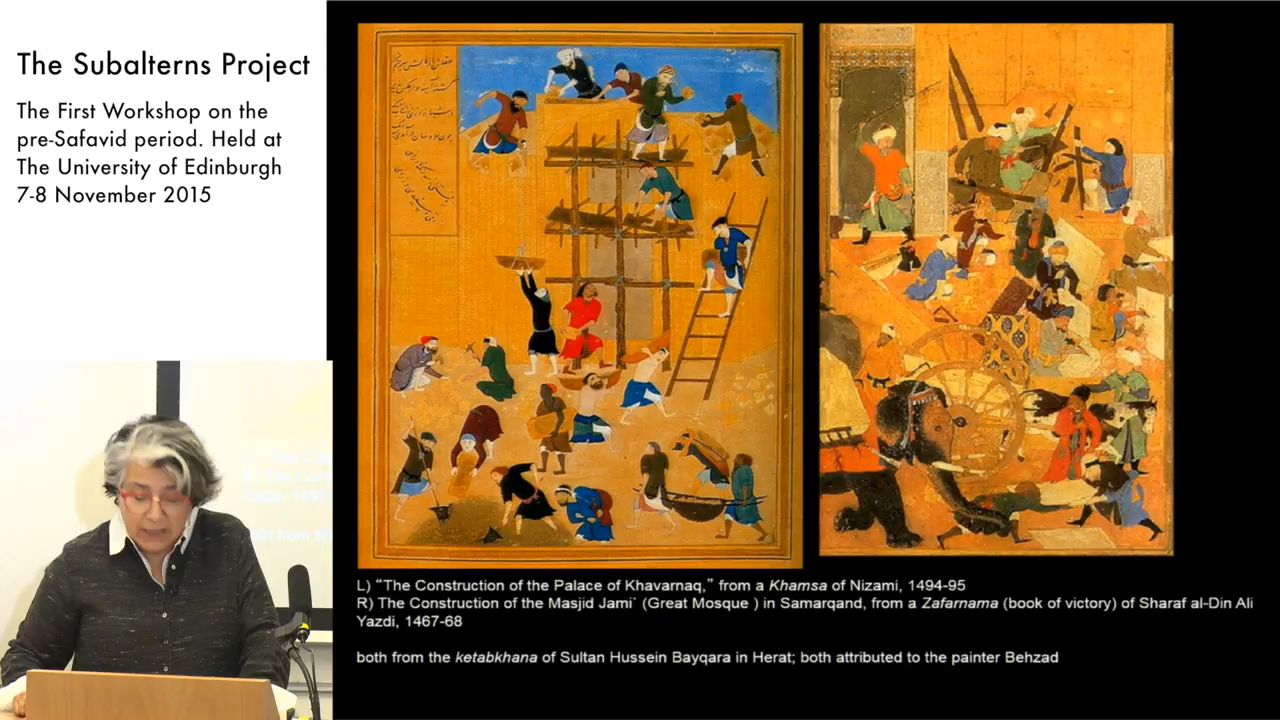 The Subalterns Project
The First Workshop on the
pre-Safavid period. Held at
The University of Edinburgh
7-8 November 2015
L) “The Construction of the Palace of Khavarnaq,” from a Khamsa of Nizami, 1494-95
R) The Construction of the Masjid Jami` (Great Mosque ) in Samarqand, from a Zafarnama (book of victory) of Sharaf al-Din Ali
Yazdi, 1467-68
both from the ketabkhana of Sultan Hussein Bayqara in Herat; both attributed to the painter Behzad